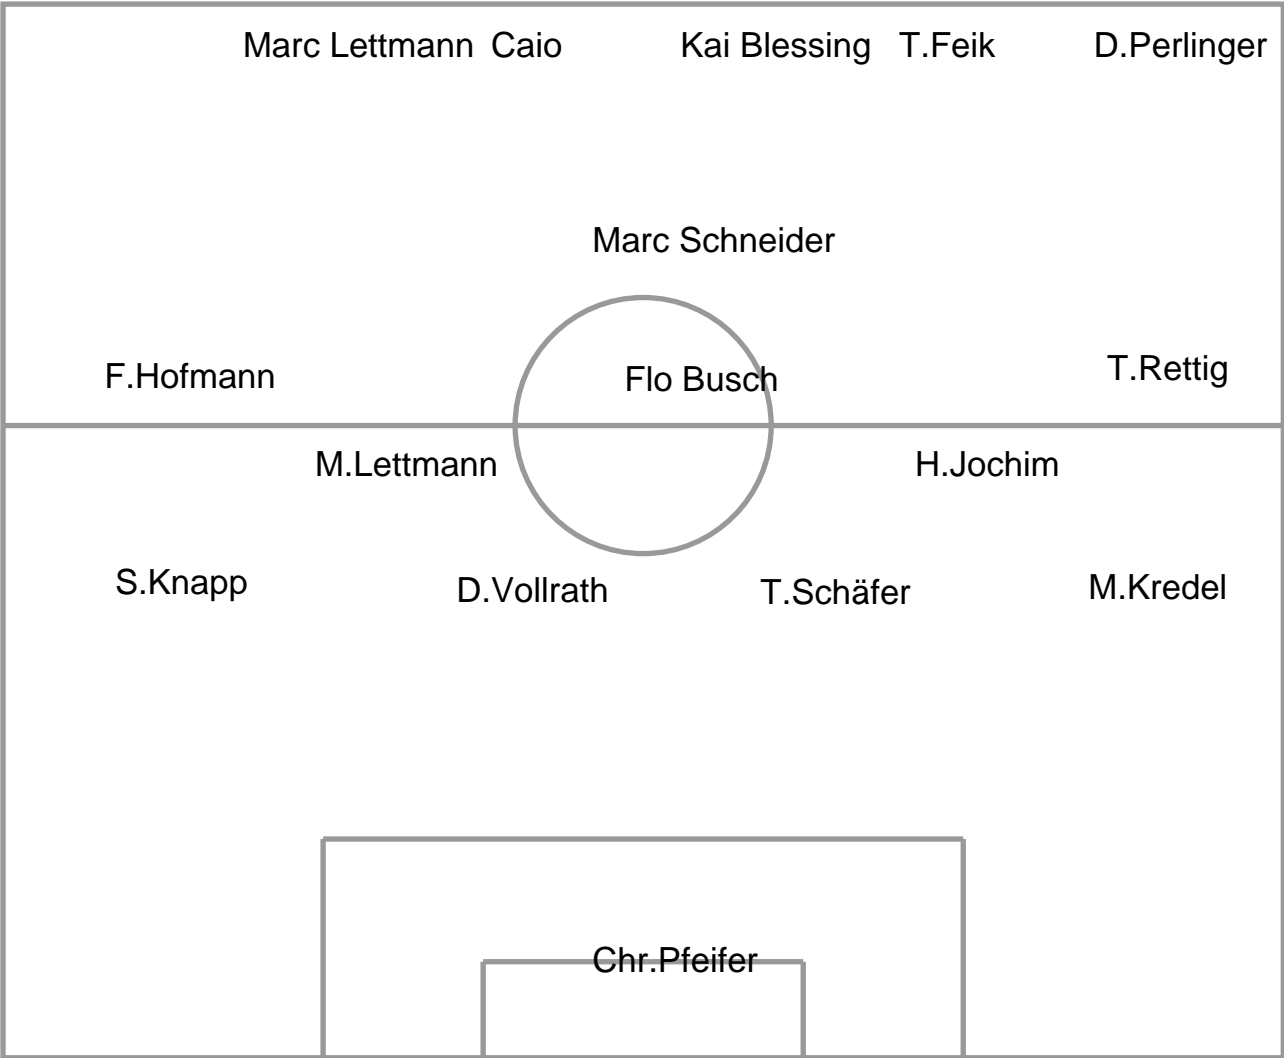 Marc Lettmann Caio Kai Blessing T.Feik D.Perlinger
Marc Schneider
F.Hofmann Flo Busch T.Rettig
M.Lettmann H.Jochim
S.Knapp D.Vollrath T.Schäfer M.Kredel
Chr.Pfeifer